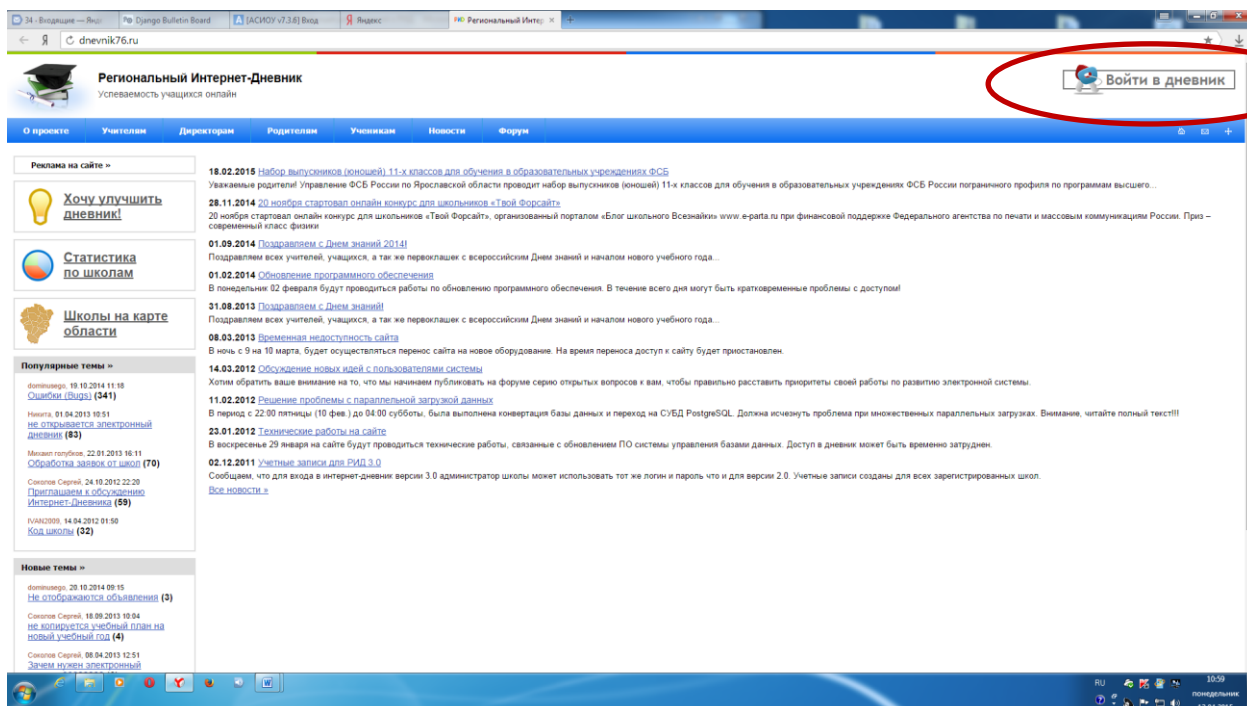 34 · Входящие — Янде
Django Bulletin Board
[АСИОУ v7.3.6] Вход
Яндекс
Региональный Интер
dnevnik76.ru
Региональный Интернет-Дневник
Успеваемость учащихся онлайн
Войти в дневник
О проекте Учителям Директорам Родителям Ученикам Новости Форум
Реклама на сайте »
Хочу улучшить
дневник!
Статистика
по школам
Школы на карте
области
Популярные темы »
dominusego, 19.10.2014 11:18
Ошибки (Bugs) (341)
Никита, 01.04.2013 10:51
не открывается электронный
дневник (83)
Михаил голубков, 22.01.2013 16:11
Обработка заявок от школ (70)
Соколов Сергей, 24.10.2012 22:20
Приглашаем к обсуждению
Интернет-Дневника (59)
IVAN2009, 14.04.2012 01:50
Код школы (32)
Новые темы »
dominusego, 20.10.2014 09:15
Не отображаются объявления (3)
Соколов Сергей, 18.09.2013 10:04
не копируется учебный план на
новый учебный год (4)
Соколов Сергей, 08.04.2013 12:51
Зачем нужен электронный
18.02.2015 Набор выпускников (юношей) 11-х классов для обучения в образовательных учреждениях ФСБ
Уважаемые родители! Управление ФСБ России по Ярославской области проводит набор выпускников (юношей) 11-х классов для обучения в образовательных учреждениях ФСБ России пограничного профиля по программам высшего...
28.11.2014 20 ноября стартовал онлайн конкурс для школьников «Твой Форсайт»
20 ноября стартовал онлайн конкурс для школьников «Твой Форсайт», организованный порталом «Блог школьного Всезнайки» www.e-parta.ru при финансовой поддержке Федерального агентства по печати и массовым коммуникациям России. Приз –
современный класс физики
01.09.2014 Поздравляем с Днем знаний 2014!
Поздравляем всех учителей, учащихся, а так же первоклашек с всероссийским Днем знаний и началом нового учебного года...
01.02.2014 Обновление программного обеспечения
В понедельник 02 февраля будут проводиться работы по обновлению программного обеспечения. В течение всего дня могут быть кратковременные проблемы с доступом!
31.08.2013 Поздравляем с Днем знаний!
Поздравляем всех учителей, учащихся, а так же первоклашек с всероссийским Днем знаний и началом нового учебного года...
08.03.2013 Временная недоступность сайта
В ночь с 9 на 10 марта, будет осуществляться перенос сайта на новое оборудование. На время переноса доступ к сайту будет приостановлен.
14.03.2012 Обсуждение новых идей с пользователями системы
Хотим обратить ваше внимание на то, что мы начинаем публиковать на форуме серию открытых вопросов к вам, чтобы правильно расставить приоритеты своей работы по развитию электронной системы.
11.02.2012 Решение проблемы с параллельной загрузкой данных
В период с 22:00 пятницы (10 фев.) до 04:00 субботы, была выполнена конвертация базы данных и переход на СУБД PostgreSQL. Должна исчезнуть проблема при множественных параллельных загрузках. Внимание, читайте полный текст!!!
23.01.2012 Технические работы на сайте
В воскресенье 29 января на сайте будут проводиться технические работы, связанные с обновлением ПО системы управления базами данных. Доступ в дневник может быть временно затруднен.
02.12.2011 Учетные записи для РИД 3.0
Сообщаем, что для входа в интернет-дневник версии 3.0 администратор школы может использовать тот же логин и пароль что и для версии 2.0. Учетные записи созданы для всех зарегистрированных школ.
Все новости »
RU
10:59
понедельник